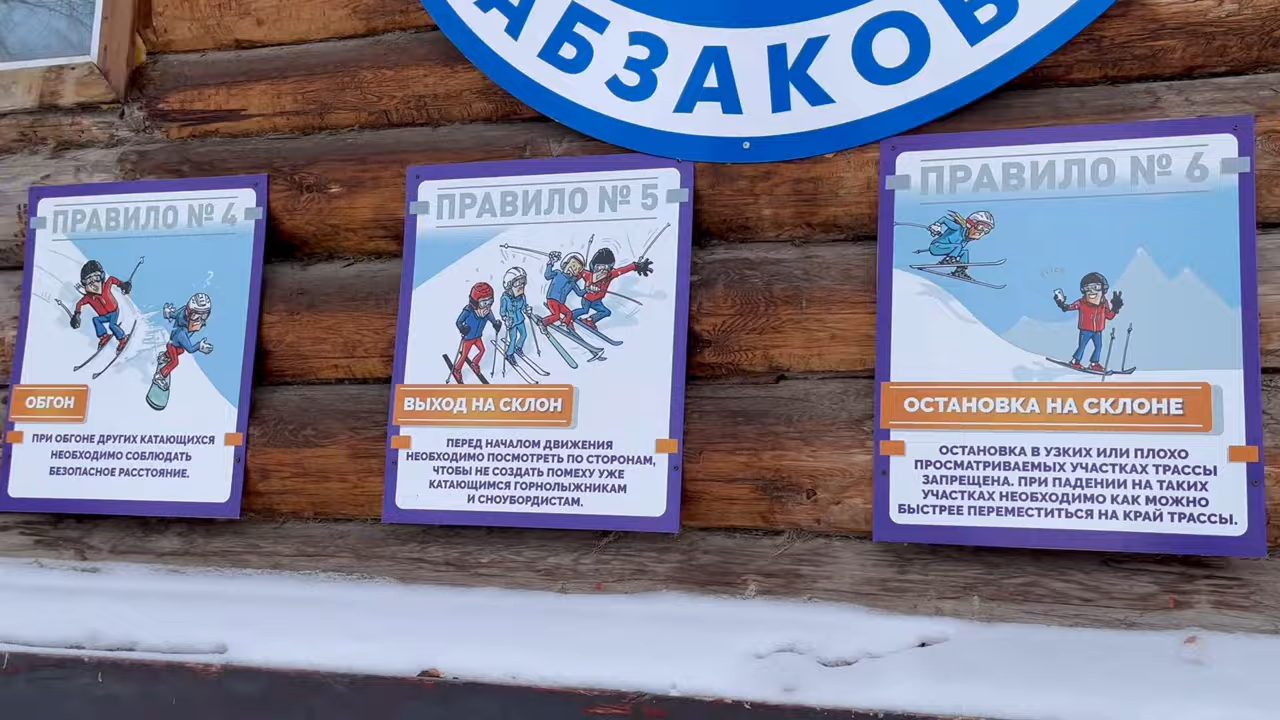 АБЗАКОВ
ПРАВИЛО № 4
ОБГОН
ПРИ ОБГОНЕ ДРУГИХ КАТАЮЩИХСЯ
НЕОБХОДИМО СОБЛЮДАТЬ
БЕЗОПАСНОЕ РАССТОЯНИЕ.
ПРАВИЛО № 5
ВЫХОД НА СКЛОН
ПЕРЕД НАЧАЛОМ ДВИЖЕНИЯ
НЕОБХОДИМО ПОСМОТРЕТЬ ПО СТОРОНАМ,
ЧТОБЫ НЕ СОЗДАТЬ ПОМЕХУ УЖЕ
КАТАЮЩИМСЯ ГОРНОЛЫЖНИКАМ
И СНОУБОРДИСТАМ.
ПРАВИЛО № 6
ОСТАНОВКА НА СКЛОНЕ
ОСТАНОВКА В УЗКИХ ИЛИ ПЛОХО
ПРОСМАТРИВАЕМЫХ УЧАСТКАХ ТРАССЫ
ЗАПРЕЩЕНА. ПРИ ПАДЕНИИ НА ТАКИХ
УЧАСТКАХ НЕОБХОДИМО КАК МОЖНО
БЫСТРЕЕ ПЕРЕМЕСТИТЬСЯ НА КРАЙ ТРАССЫ.